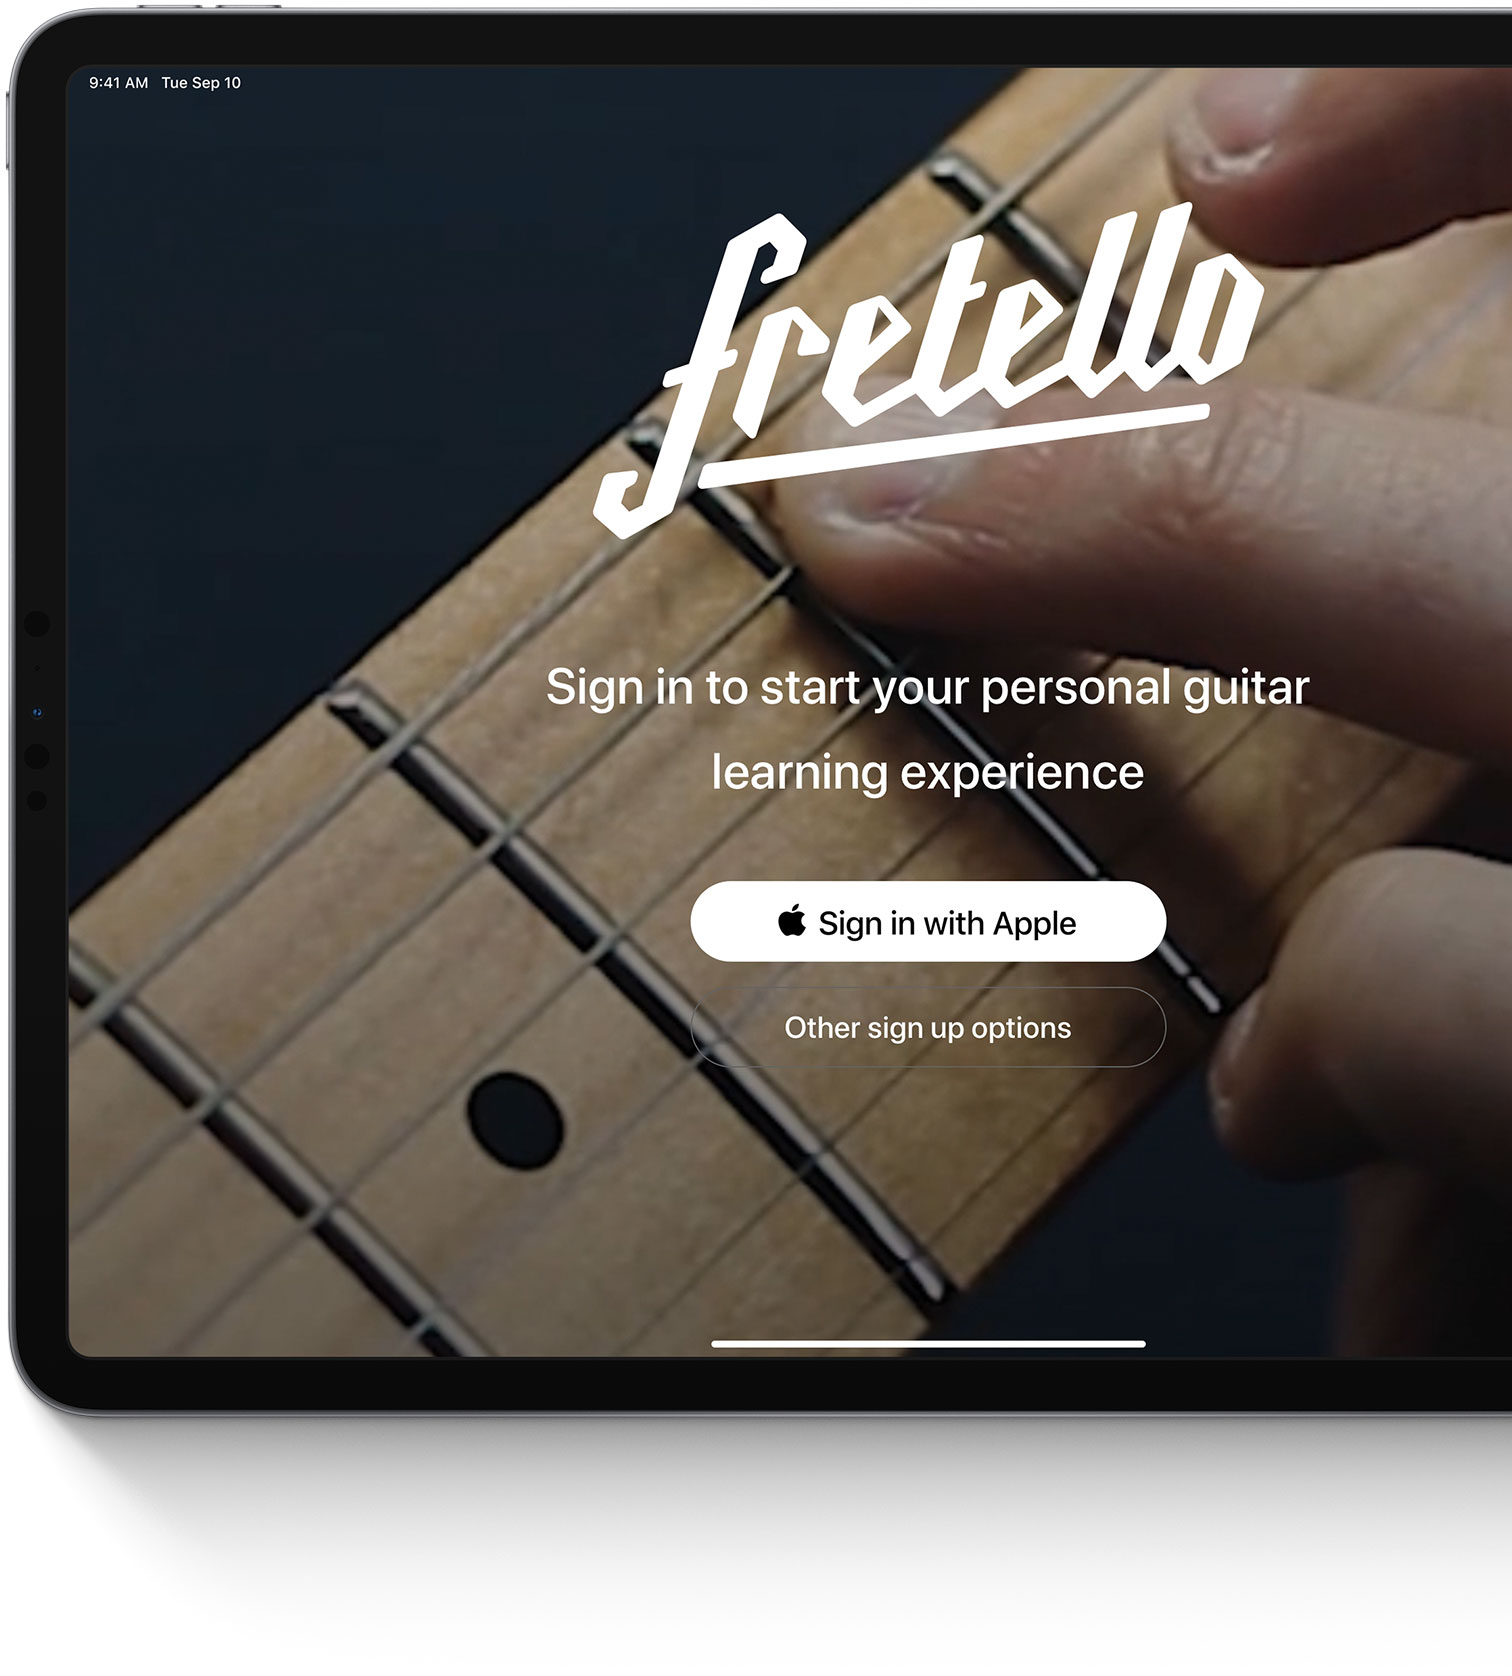 9:41 AM Tue Sep 10
fretello
Sign in to start your personal guitar
learning experience
Sign in with Apple
Other sign up options